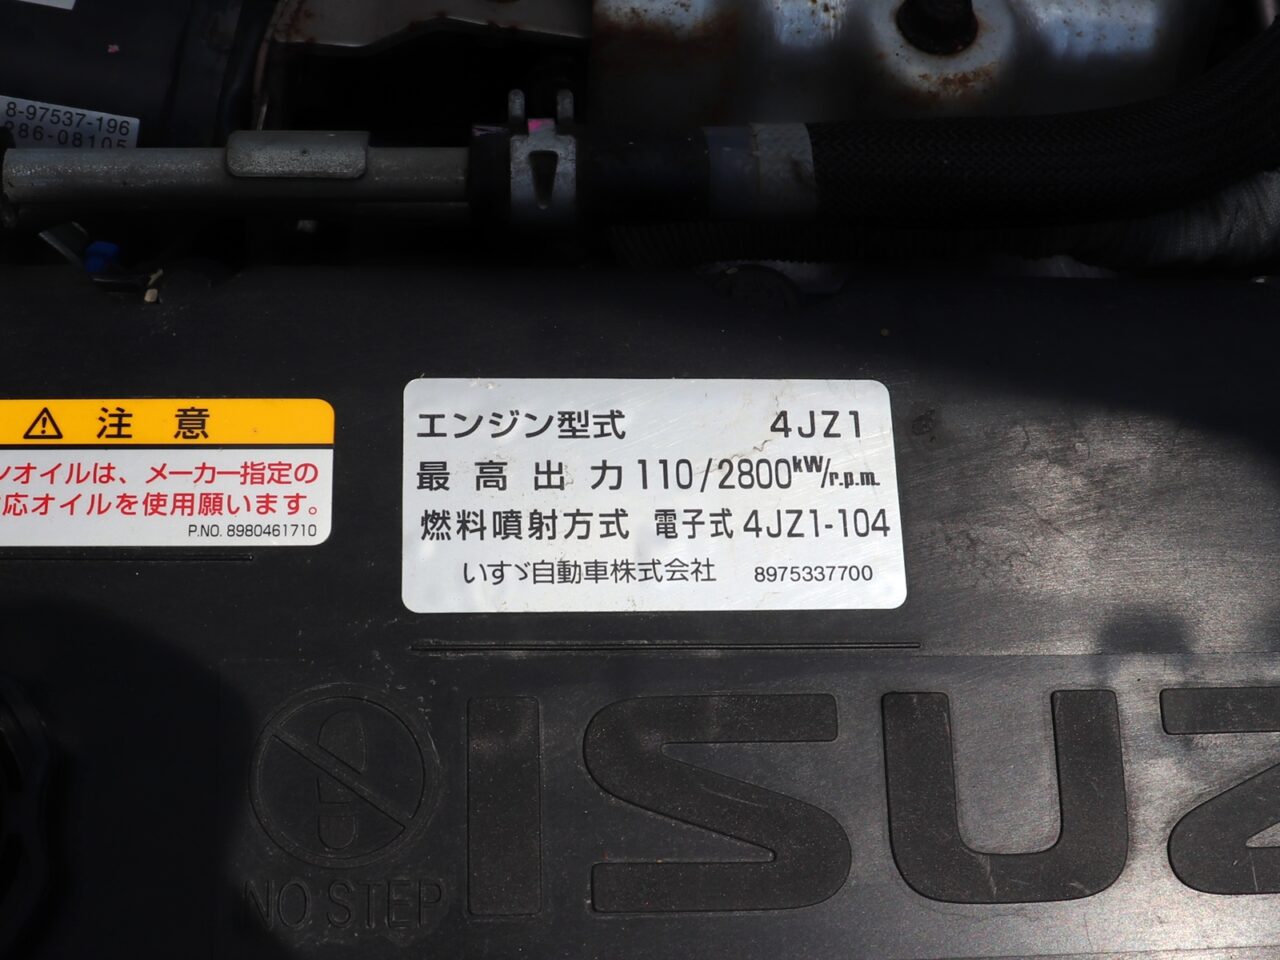 8-97537-196
286-08105
⚠ 注意
ンオイルは、メーカー指定の
応オイルを使用願います。
P.NO. 8980461710
エンジン型式 4JZ1
最高出力 110/2800kW/r.p.m.
燃料噴射方式 電子式 4JZ1-104
いすゞ自動車株式会社 8975337700
NO STEP
ISUZ